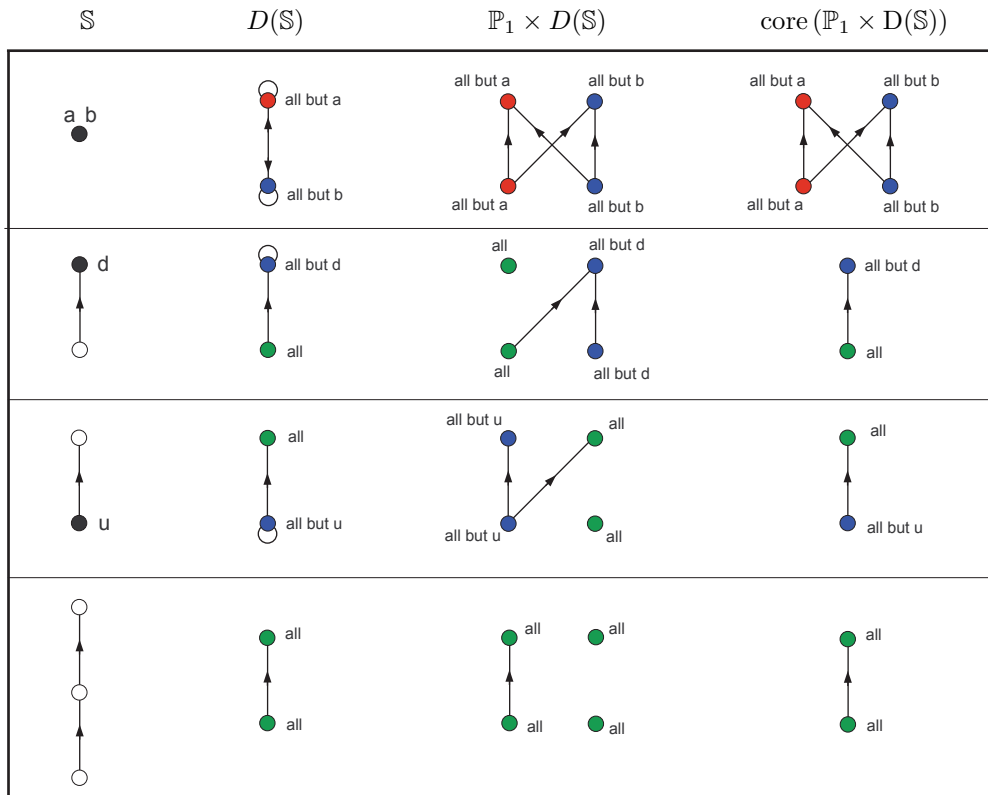 𝕊 D(𝕊) ℙ₁ × D(𝕊) core (ℙ₁ × D(𝕊))
a b
all but a
all but b
all but a all but b
all but a all but b
all but a all but b
all but a all but b
d
all but d
all
all all but d
all all but d
all but d
all
u
all
all but u
all but u all
all but u all
all
all but u
all
all
all all
all all
all
all